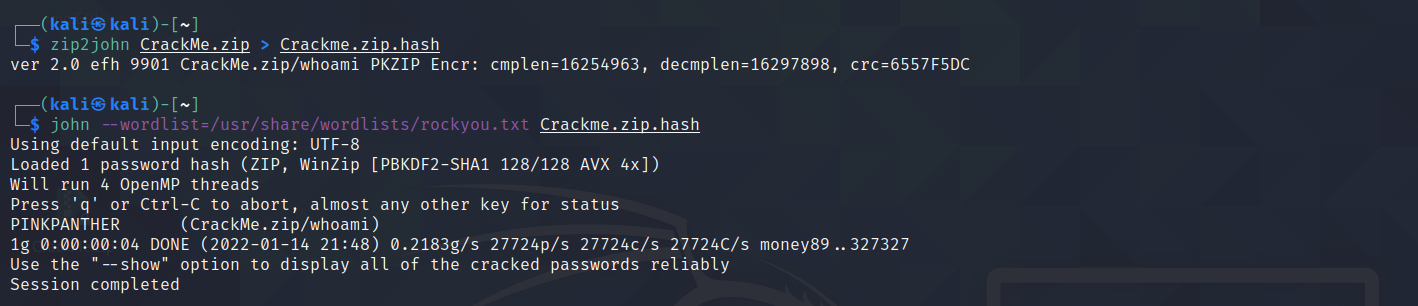 ┌──(kali㉿kali)-[~]
└─$ zip2john CrackMe.zip > Crackme.zip.hash
ver 2.0 efh 9901 CrackMe.zip/whoami PKZIP Encr: cmplen=16254963, decmplen=16297898, crc=6557F5DC
┌──(kali㉿kali)-[~]
└─$ john --wordlist=/usr/share/wordlists/rockyou.txt Crackme.zip.hash
Using default input encoding: UTF-8
Loaded 1 password hash (ZIP, WinZip [PBKDF2-SHA1 128/128 AVX 4x])
Will run 4 OpenMP threads
Press 'q' or Ctrl-C to abort, almost any other key for status
PINKPANTHER      (CrackMe.zip/whoami)
1g 0:00:00:04 DONE (2022-01-14 21:48) 0.2183g/s 27724p/s 27724c/s 27724C/s money89..327327
Use the "--show" option to display all of the cracked passwords reliably
Session completed